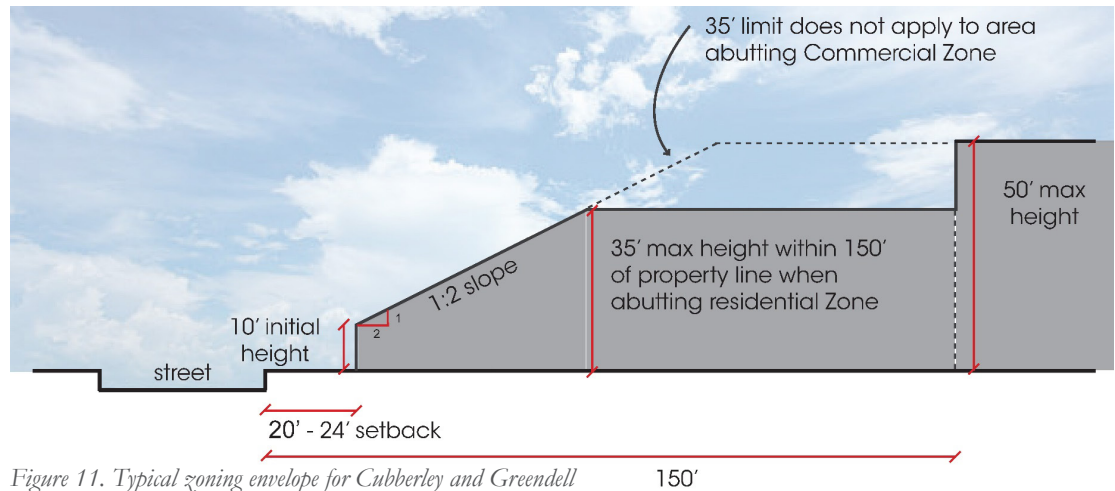 35' limit does not apply to area
abutting Commercial Zone
50' max
height
35' max height within 150'
of property line when
abutting residential Zone
1:2 slope
1
2
10' initial
height
street
20' - 24' setback
150'
Figure 11. Typical zoning envelope for Cubberley and Greendell